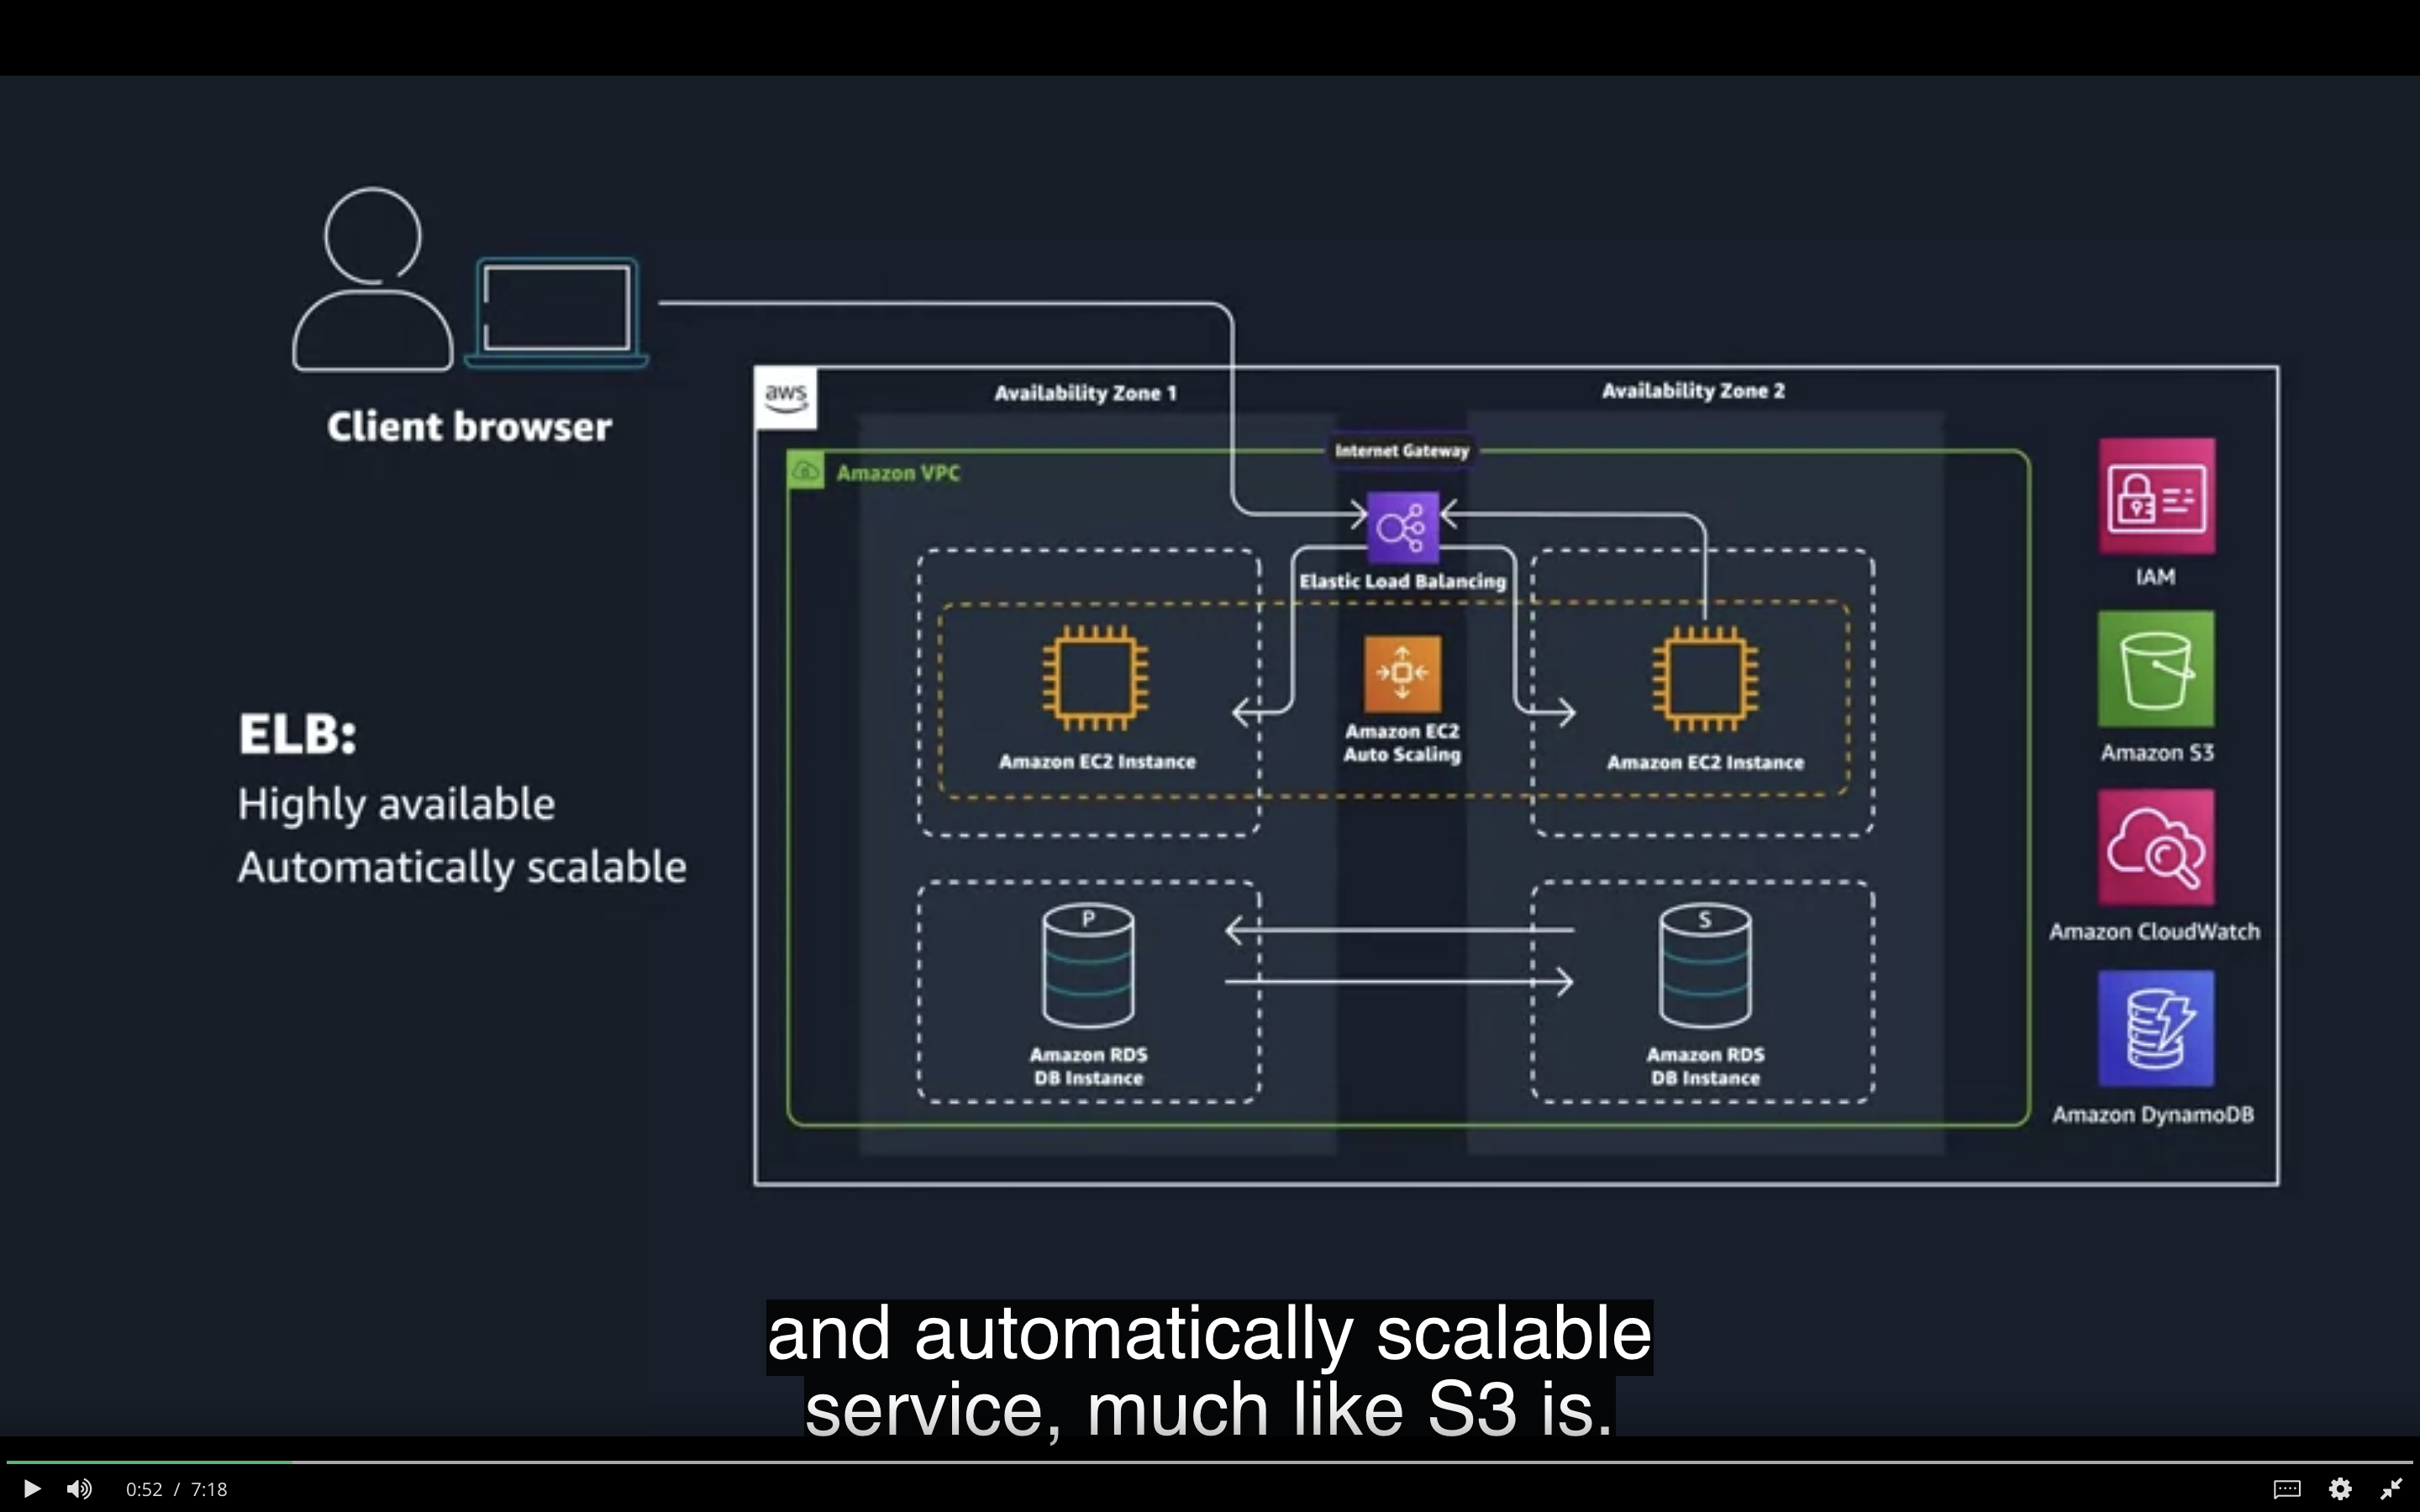 Client browser
ELB:
Highly available
Automatically scalable
aws
Availability Zone 1
Availability Zone 2
Internet Gateway
Amazon VPC
Elastic Load Balancing
Amazon EC2 Instance
Amazon EC2
Auto Scaling
Amazon EC2 Instance
P
Amazon RDS
DB Instance
S
Amazon RDS
DB Instance
IAM
Amazon S3
Amazon CloudWatch
Amazon DynamoDB
and automatically scalable
service, much like S3 is.
0:52 / 7:18